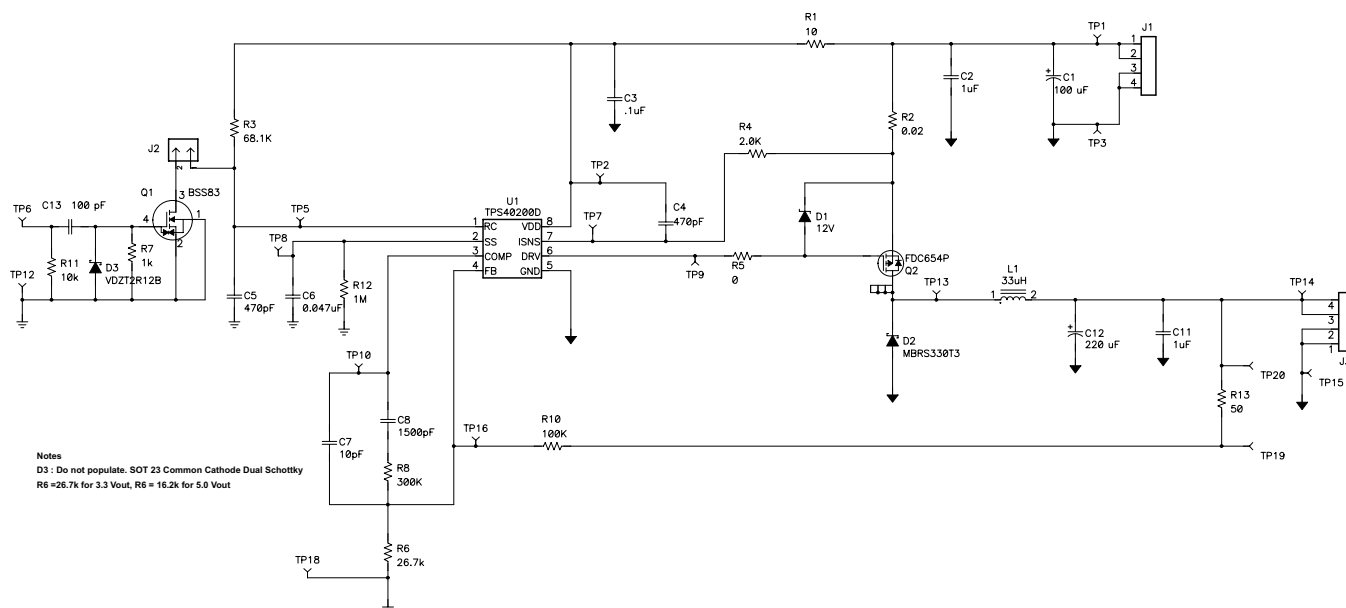 R1
10
TP1
J1
1
2
3
4
C3
.1uF
C2
1uF
C1
100 uF
+
R3
68.1K
R4
2.0K
R2
0.02
TP3
J2
2
1
Q1
BSS83
3
4
1
2
C13 100 pF
TP6
TP5
TP2
U1
TPS40200D
1 RC VDD 8
2 SS ISNS 7
3 COMP DRV 6
4 FB GND 5
TP7
C4
470pF
D1
12V
TP8
R11
10k
D3
VDZT2R12B
R7
1k
TP12
C5
470pF
C6
0.047uF
R12
1M
TP9
R5
0
FDC654P
Q2
TP13
L1
33uH
1 2
TP14
4
3
2
1
J
D2
MBRS330T3
+
C12
220 uF
C11
1uF
TP15
TP20
R13
50
TP19
TP10
C8
1500pF
C7
10pF
R8
300K
TP16
R10
100K
R6
26.7k
TP18
Notes
D3 : Do not populate. SOT 23 Common Cathode Dual Schottky
R6 =26.7k for 3.3 Vout, R6 = 16.2k for 5.0 Vout